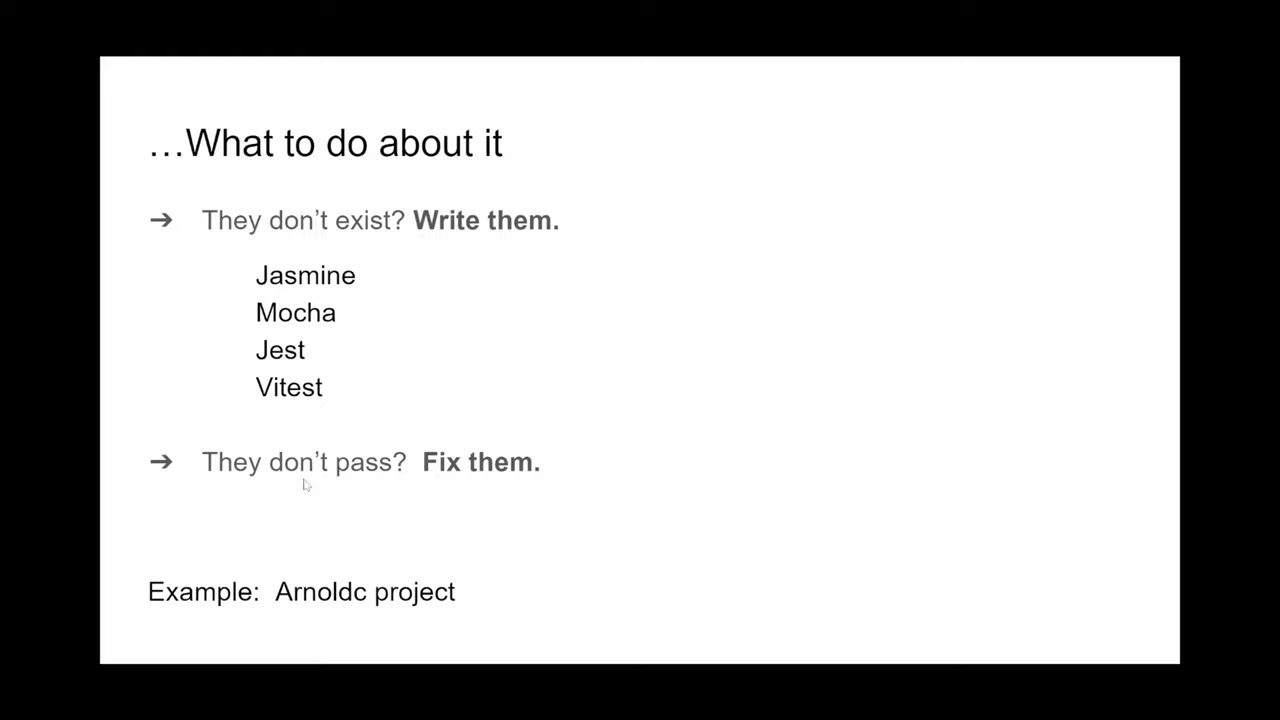 …What to do about it
➔ They don’t exist? Write them.
Jasmine
Mocha
Jest
Vitest
➔ They don’t pass?  Fix them.
Example:  Arnoldc project